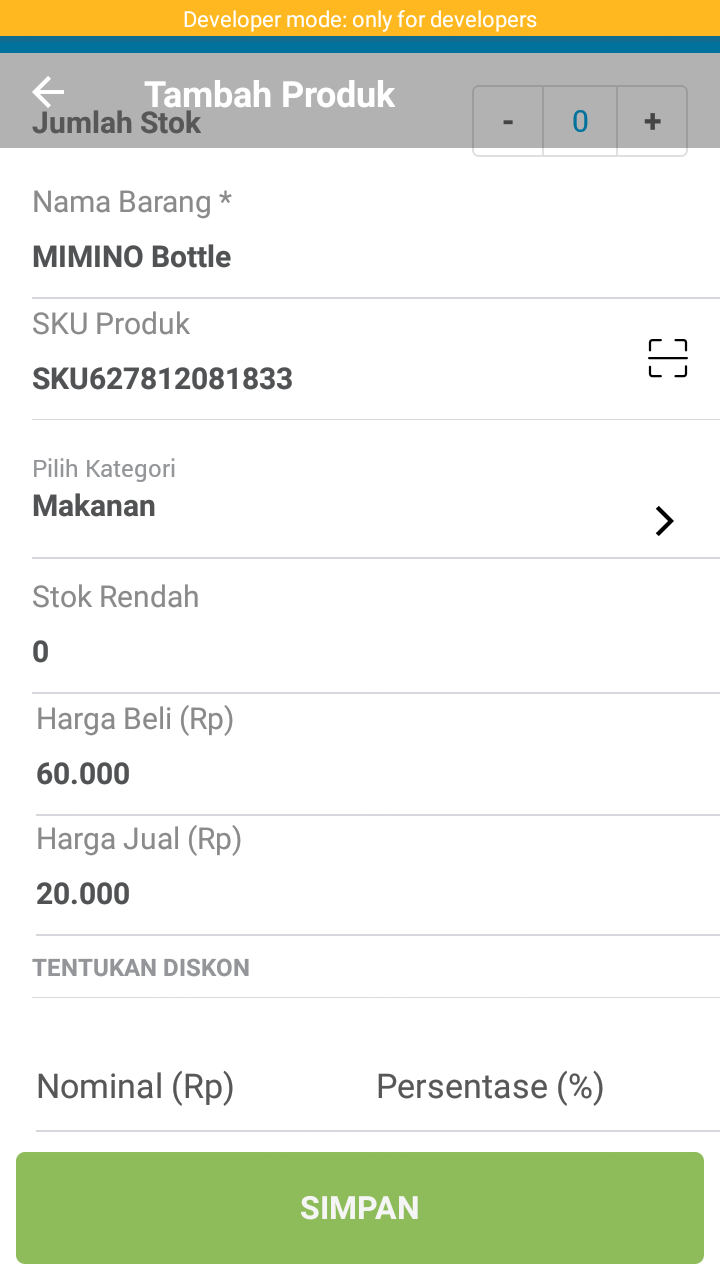 Developer mode: only for developers
Tambah Produk
Jumlah Stok
- 0 +
Nama Barang *
MIMINO Bottle
SKU Produk
SKU627812081833
Pilih Kategori
Makanan
Stok Rendah
0
Harga Beli (Rp)
60.000
Harga Jual (Rp)
20.000
TENTUKAN DISKON
Nominal (Rp) Persentase (%)
SIMPAN